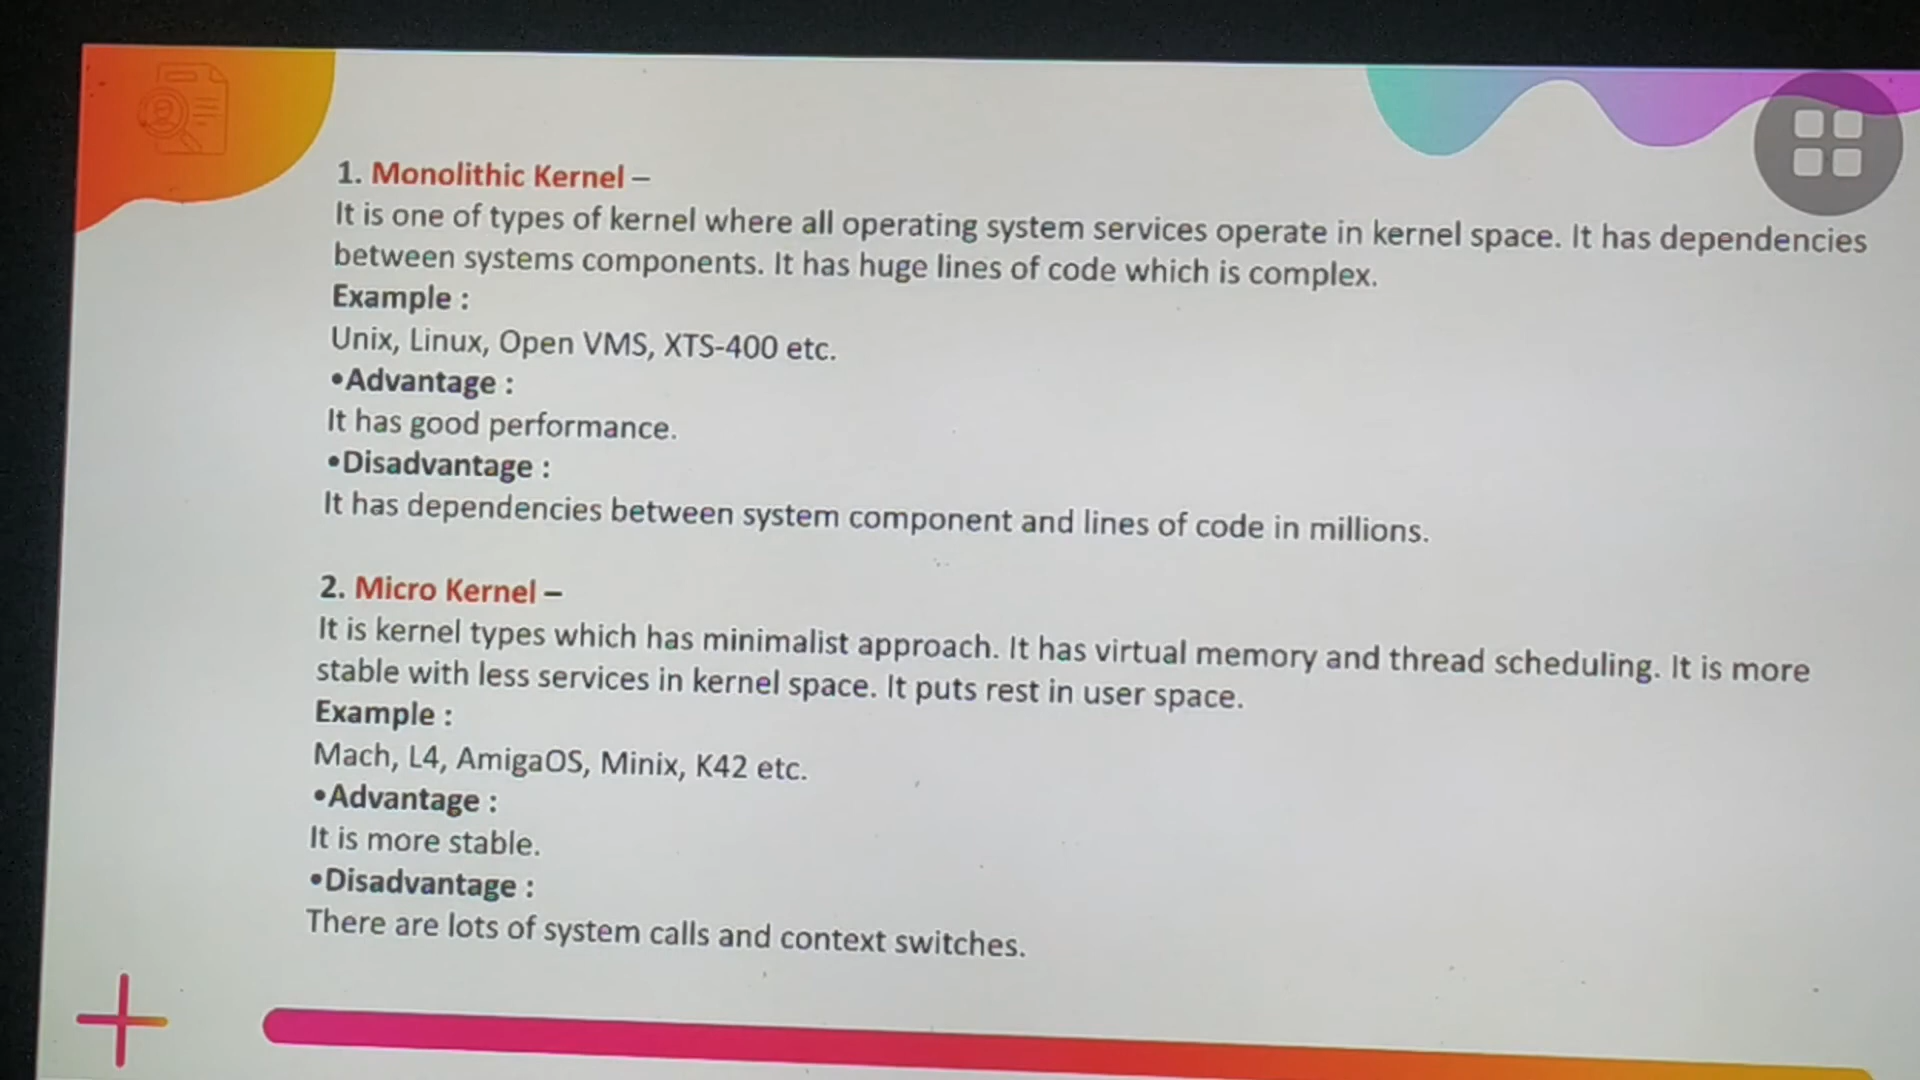 1. Monolithic Kernel –
It is one of types of kernel where all operating system services operate in kernel space. It has dependencies
between systems components. It has huge lines of code which is complex.
Example :
Unix, Linux, Open VMS, XTS-400 etc.
•Advantage :
It has good performance.
•Disadvantage :
It has dependencies between system component and lines of code in millions.
2. Micro Kernel –
It is kernel types which has minimalist approach. It has virtual memory and thread scheduling. It is more
stable with less services in kernel space. It puts rest in user space.
Example :
Mach, L4, AmigaOS, Minix, K42 etc.
•Advantage :
It is more stable.
•Disadvantage :
There are lots of system calls and context switches.